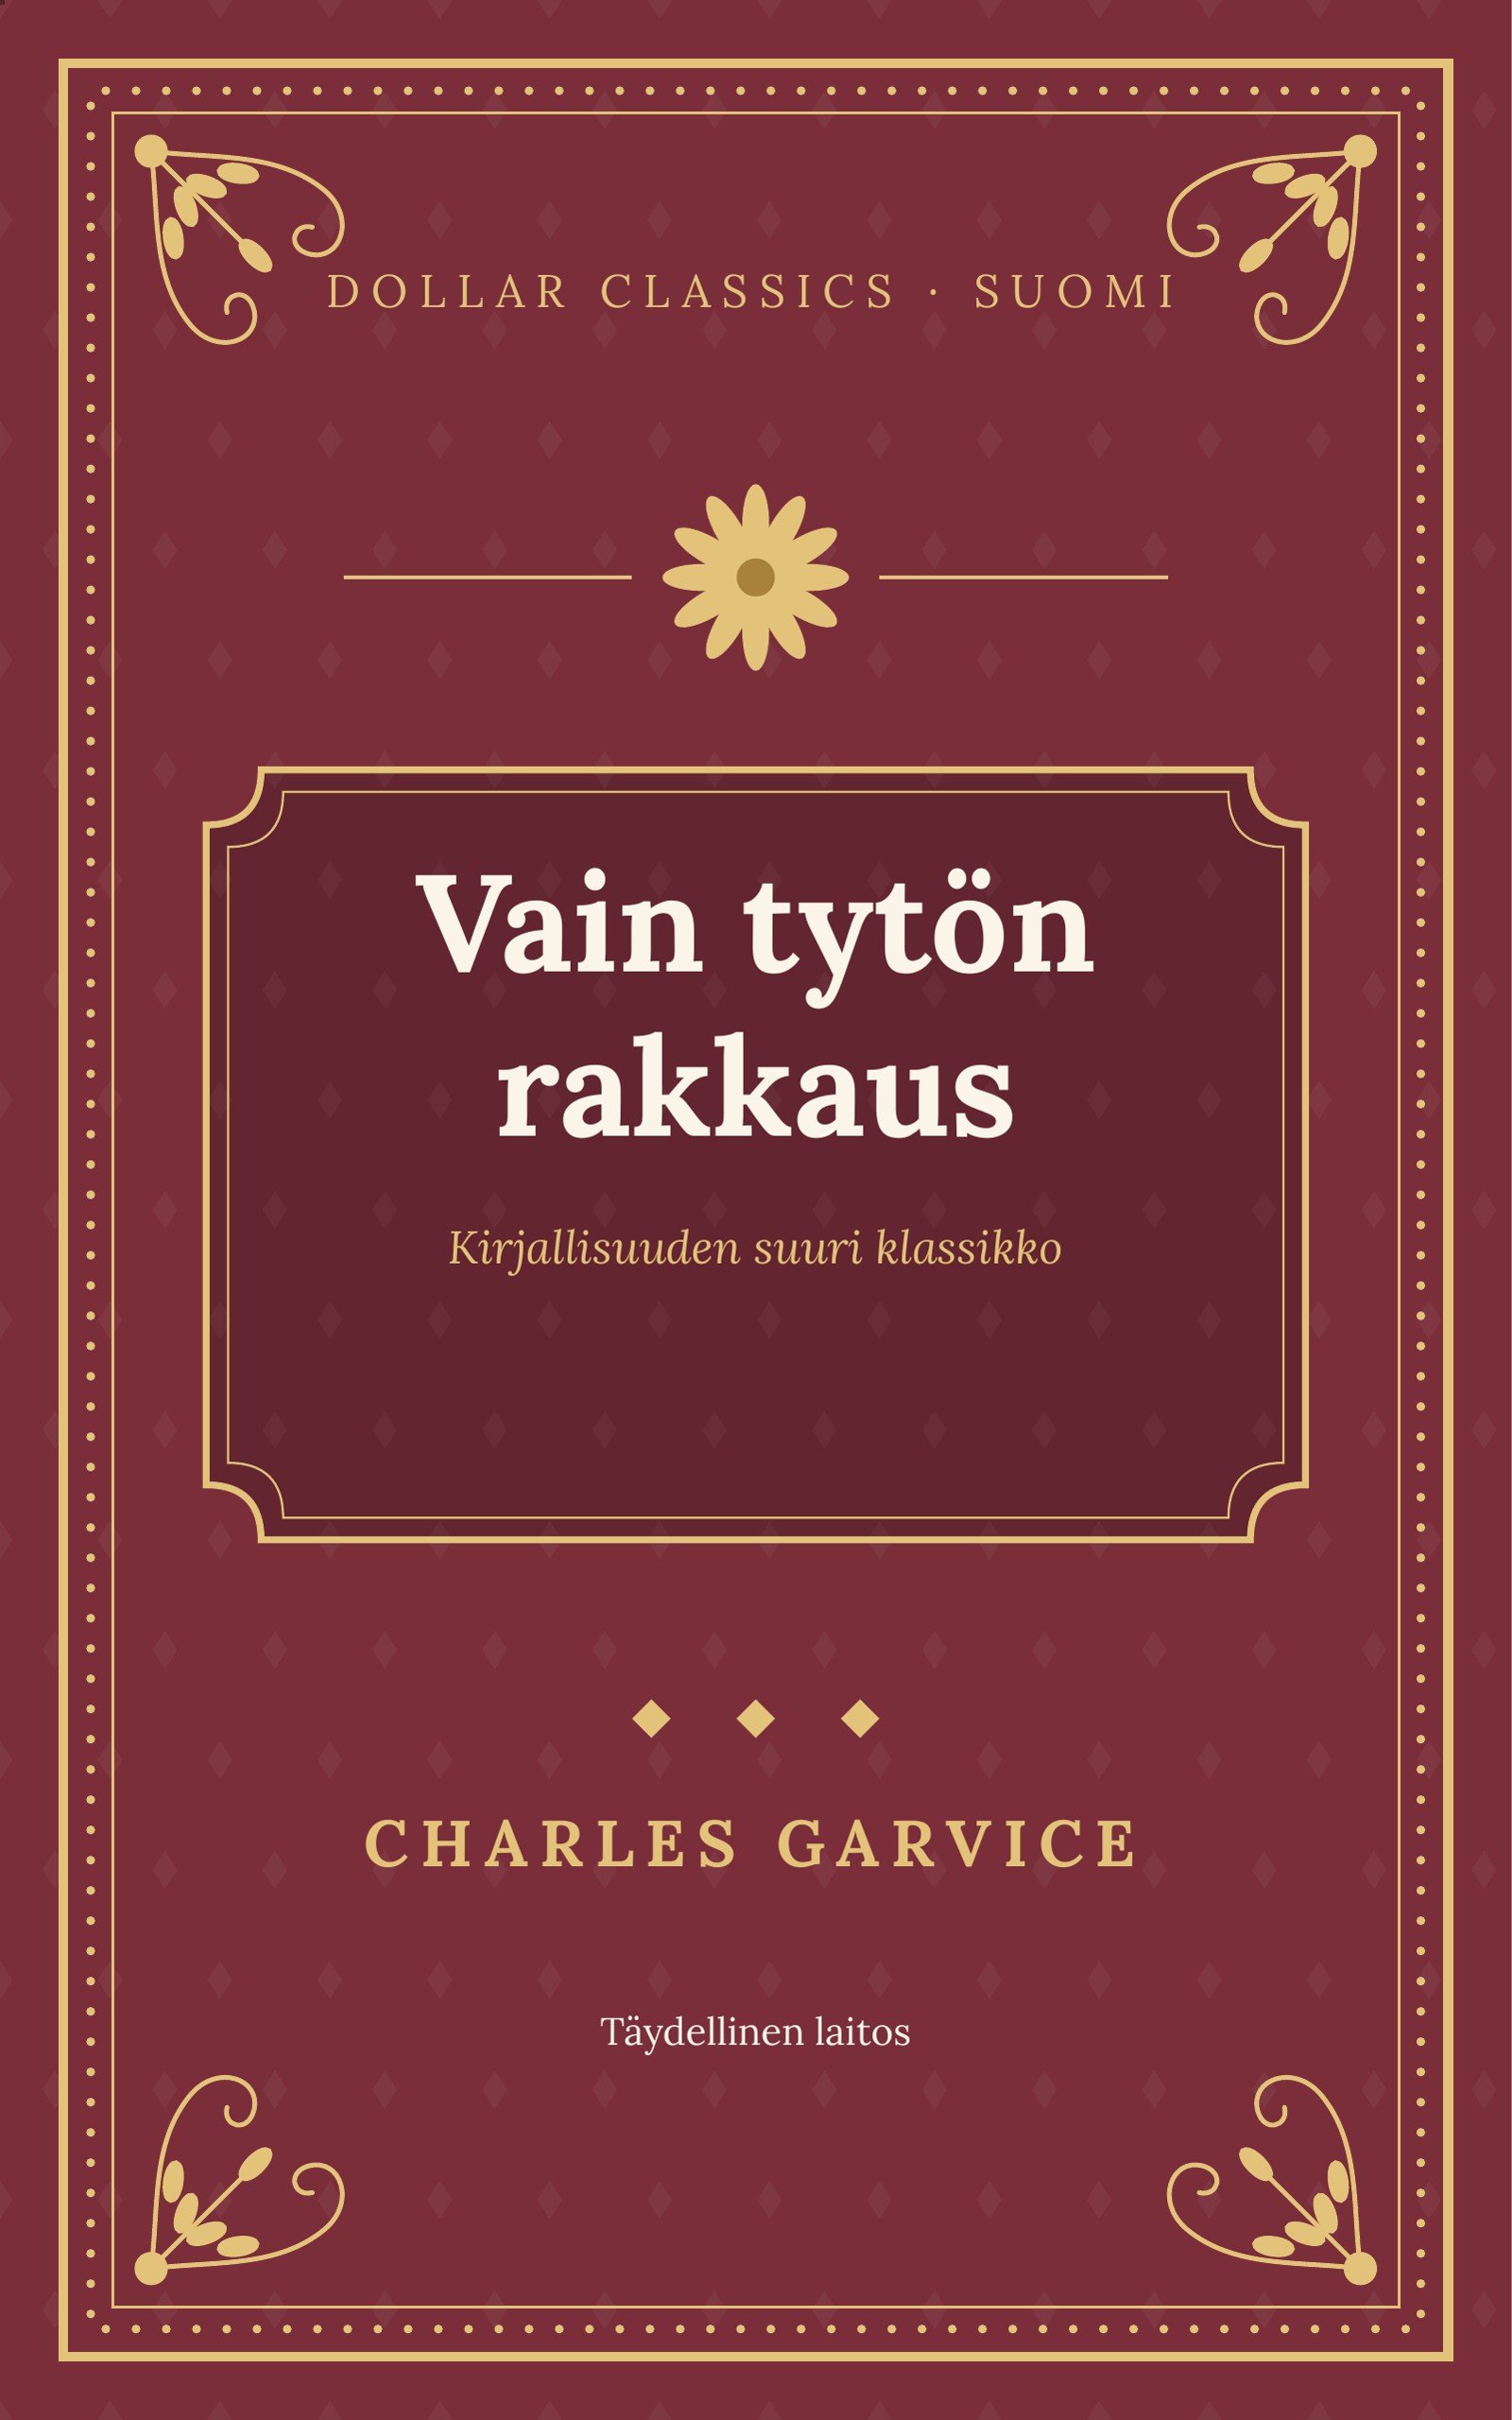 DOLLAR CLASSICS · SUOMI
Vain tytön
rakkaus
Kirjallisuuden suuri klassikko
CHARLES GARVICE
Täydellinen laitos